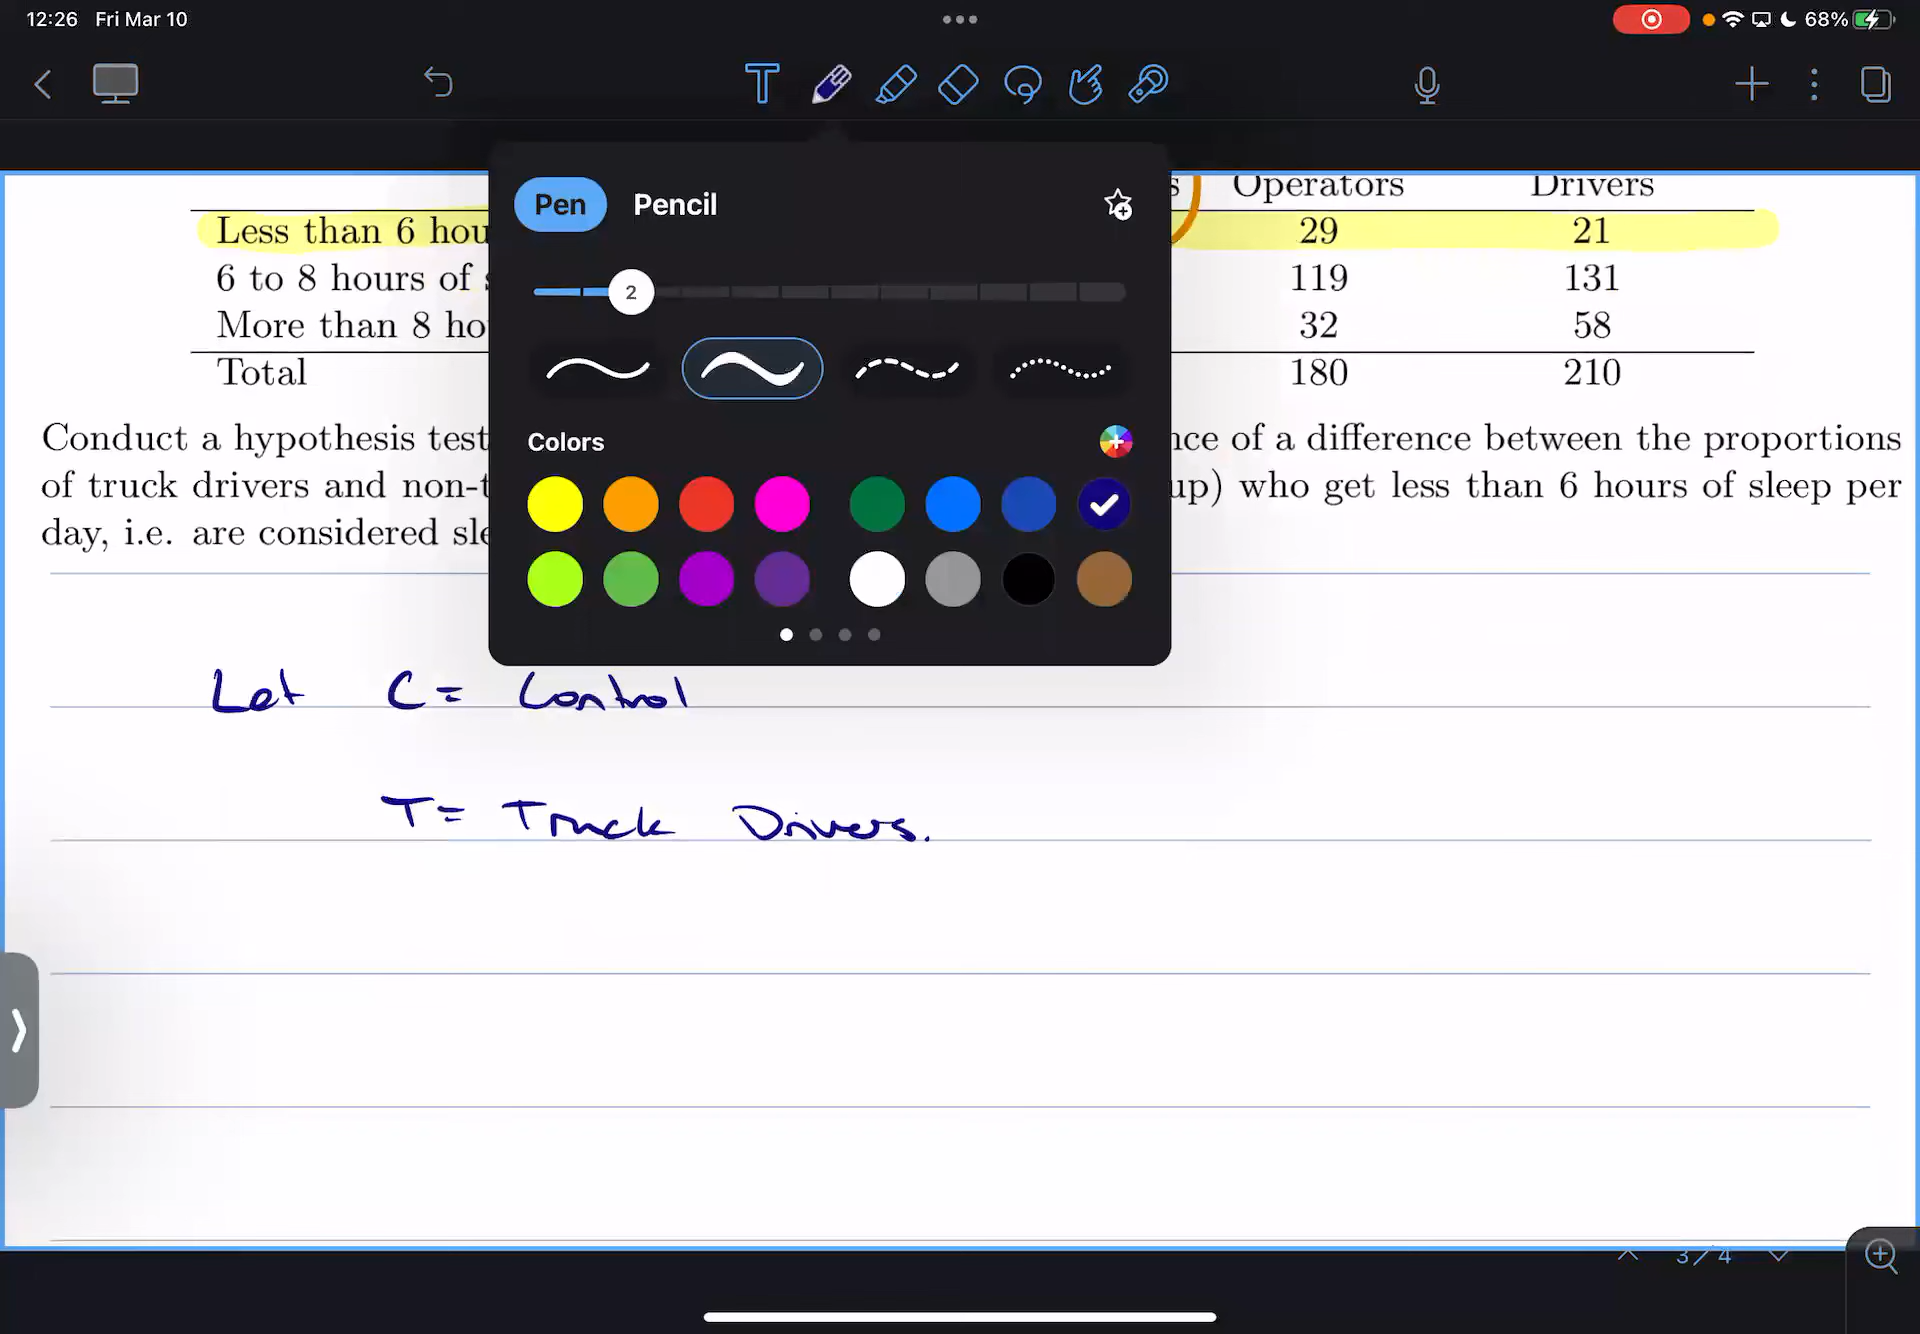 12:26 Fri Mar 10 68%
Pen Pencil
2
Colors
Operators Drivers
Less than 6 hou 29 21
6 to 8 hours of 119 131
More than 8 ho 32 58
Total 180 210
Conduct a hypothesis test nce of a difference between the proportions
of truck drivers and non-t up) who get less than 6 hours of sleep per
day, i.e. are considered sle
Let C = Control
T = Truck Drivers.
3/4